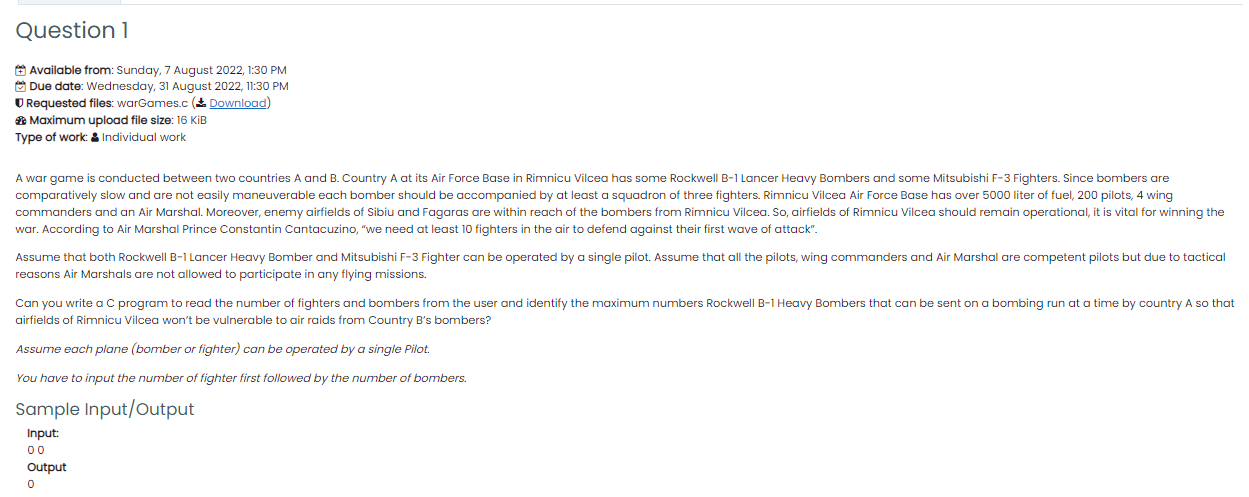 Question 1
Available from: Sunday, 7 August 2022, 1:30 PM
Due date: Wednesday, 31 August 2022, 11:30 PM
Requested files: warGames.c ( Download)
Maximum upload file size: 16 KiB
Type of work: Individual work
A war game is conducted between two countries A and B. Country A at its Air Force Base in Rimnicu Vilcea has some Rockwell B-1 Lancer Heavy Bombers and some Mitsubishi F-3 Fighters. Since bombers are
comparatively slow and are not easily maneuverable each bomber should be accompanied by at least a squadron of three fighters. Rimnicu Vilcea Air Force Base has over 5000 liter of fuel, 200 pilots, 4 wing
commanders and an Air Marshal. Moreover, enemy airfields of Sibiu and Fagaras are within reach of the bombers from Rimnicu Vilcea. So, airfields of Rimnicu Vilcea should remain operational, it is vital for winning the
war. According to Air Marshal Prince Constantin Cantacuzino, “we need at least 10 fighters in the air to defend against their first wave of attack”.
Assume that both Rockwell B-1 Lancer Heavy Bomber and Mitsubishi F-3 Fighter can be operated by a single pilot. Assume that all the pilots, wing commanders and Air Marshal are competent pilots but due to tactical
reasons Air Marshals are not allowed to participate in any flying missions.
Can you write a C program to read the number of fighters and bombers from the user and identify the maximum numbers Rockwell B-1 Heavy Bombers that can be sent on a bombing run at a time by country A so that
airfields of Rimnicu Vilcea won’t be vulnerable to air raids from Country B’s bombers?
Assume each plane (bomber or fighter) can be operated by a single Pilot.
You have to input the number of fighter first followed by the number of bombers.
Sample Input/Output
Input:
0 0
Output
0